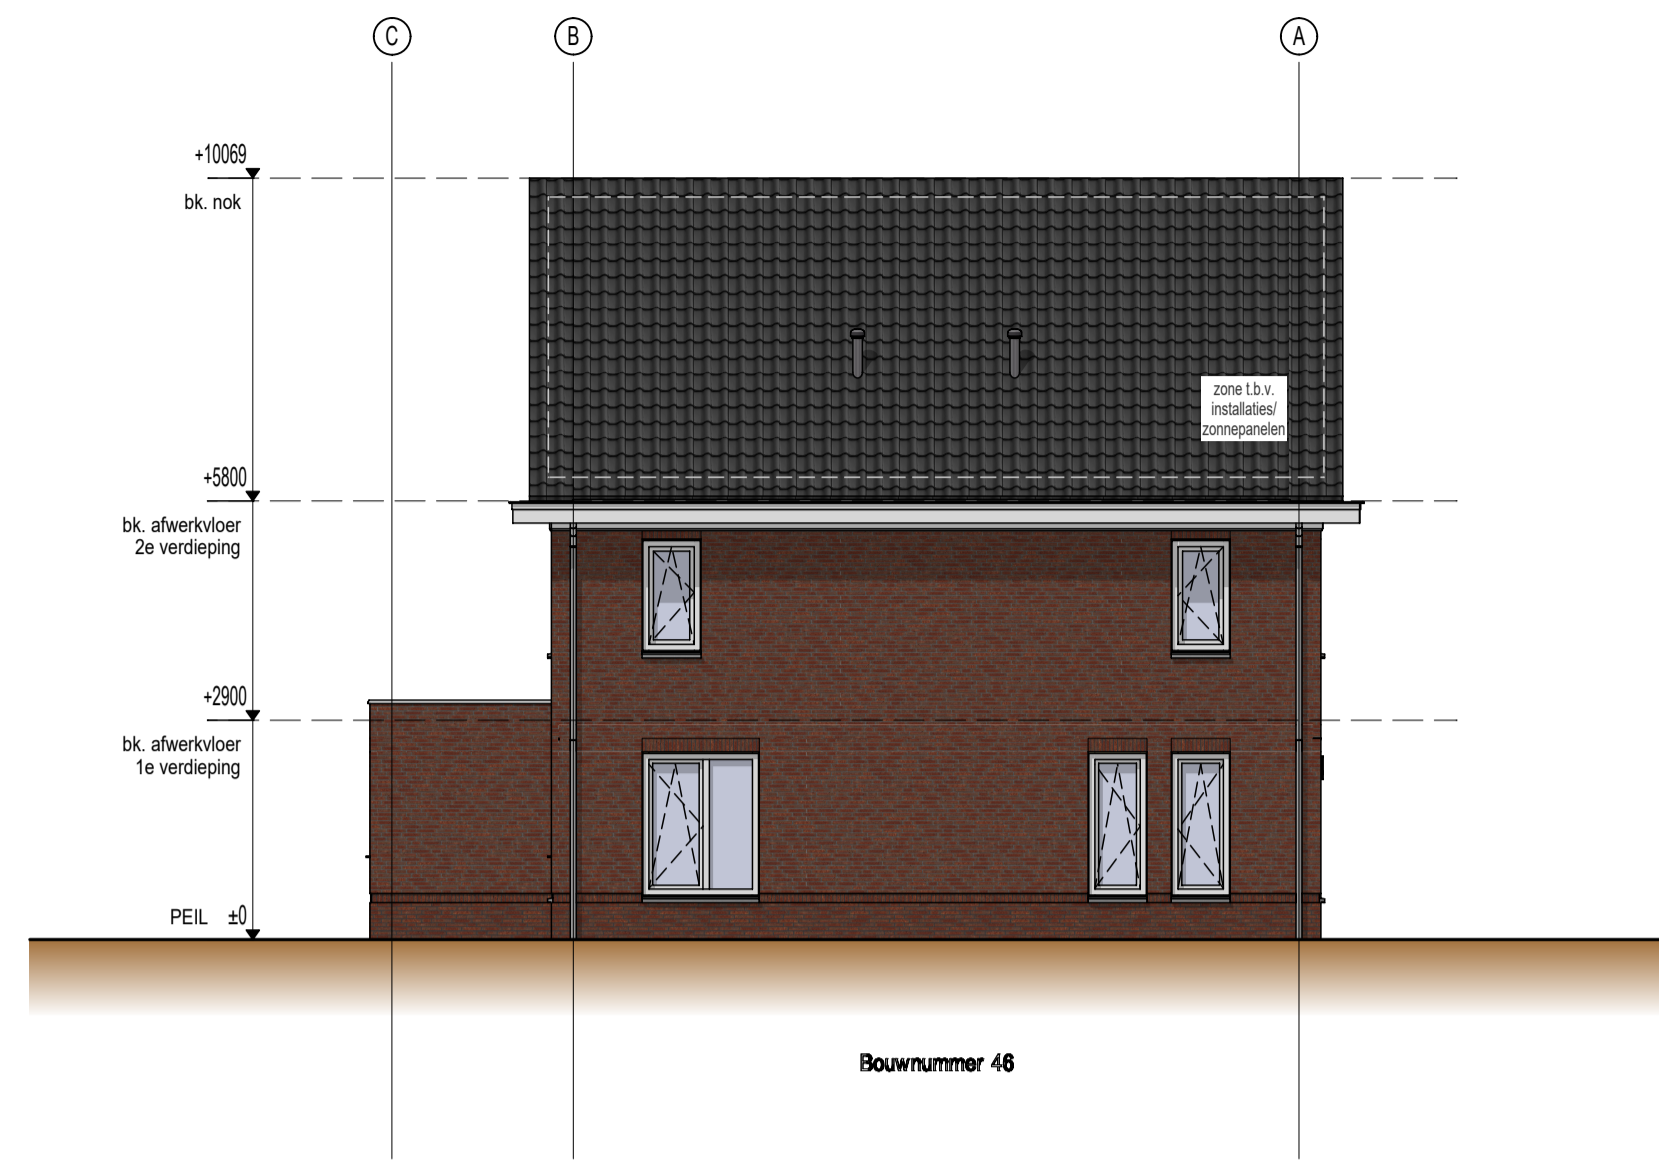 C
B
A
+10069
bk. nok
zone t.b.v.
installaties/
zonnepanelen
+5800
bk. afwerkvloer
2e verdieping
+2900
bk. afwerkvloer
1e verdieping
PEIL ±0
Bouwnummer 46